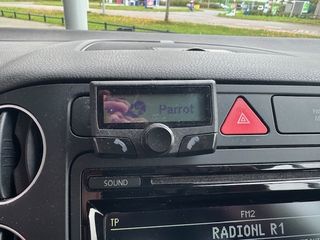 Parrot
SOUND
FM2
TP
RADIONL R1